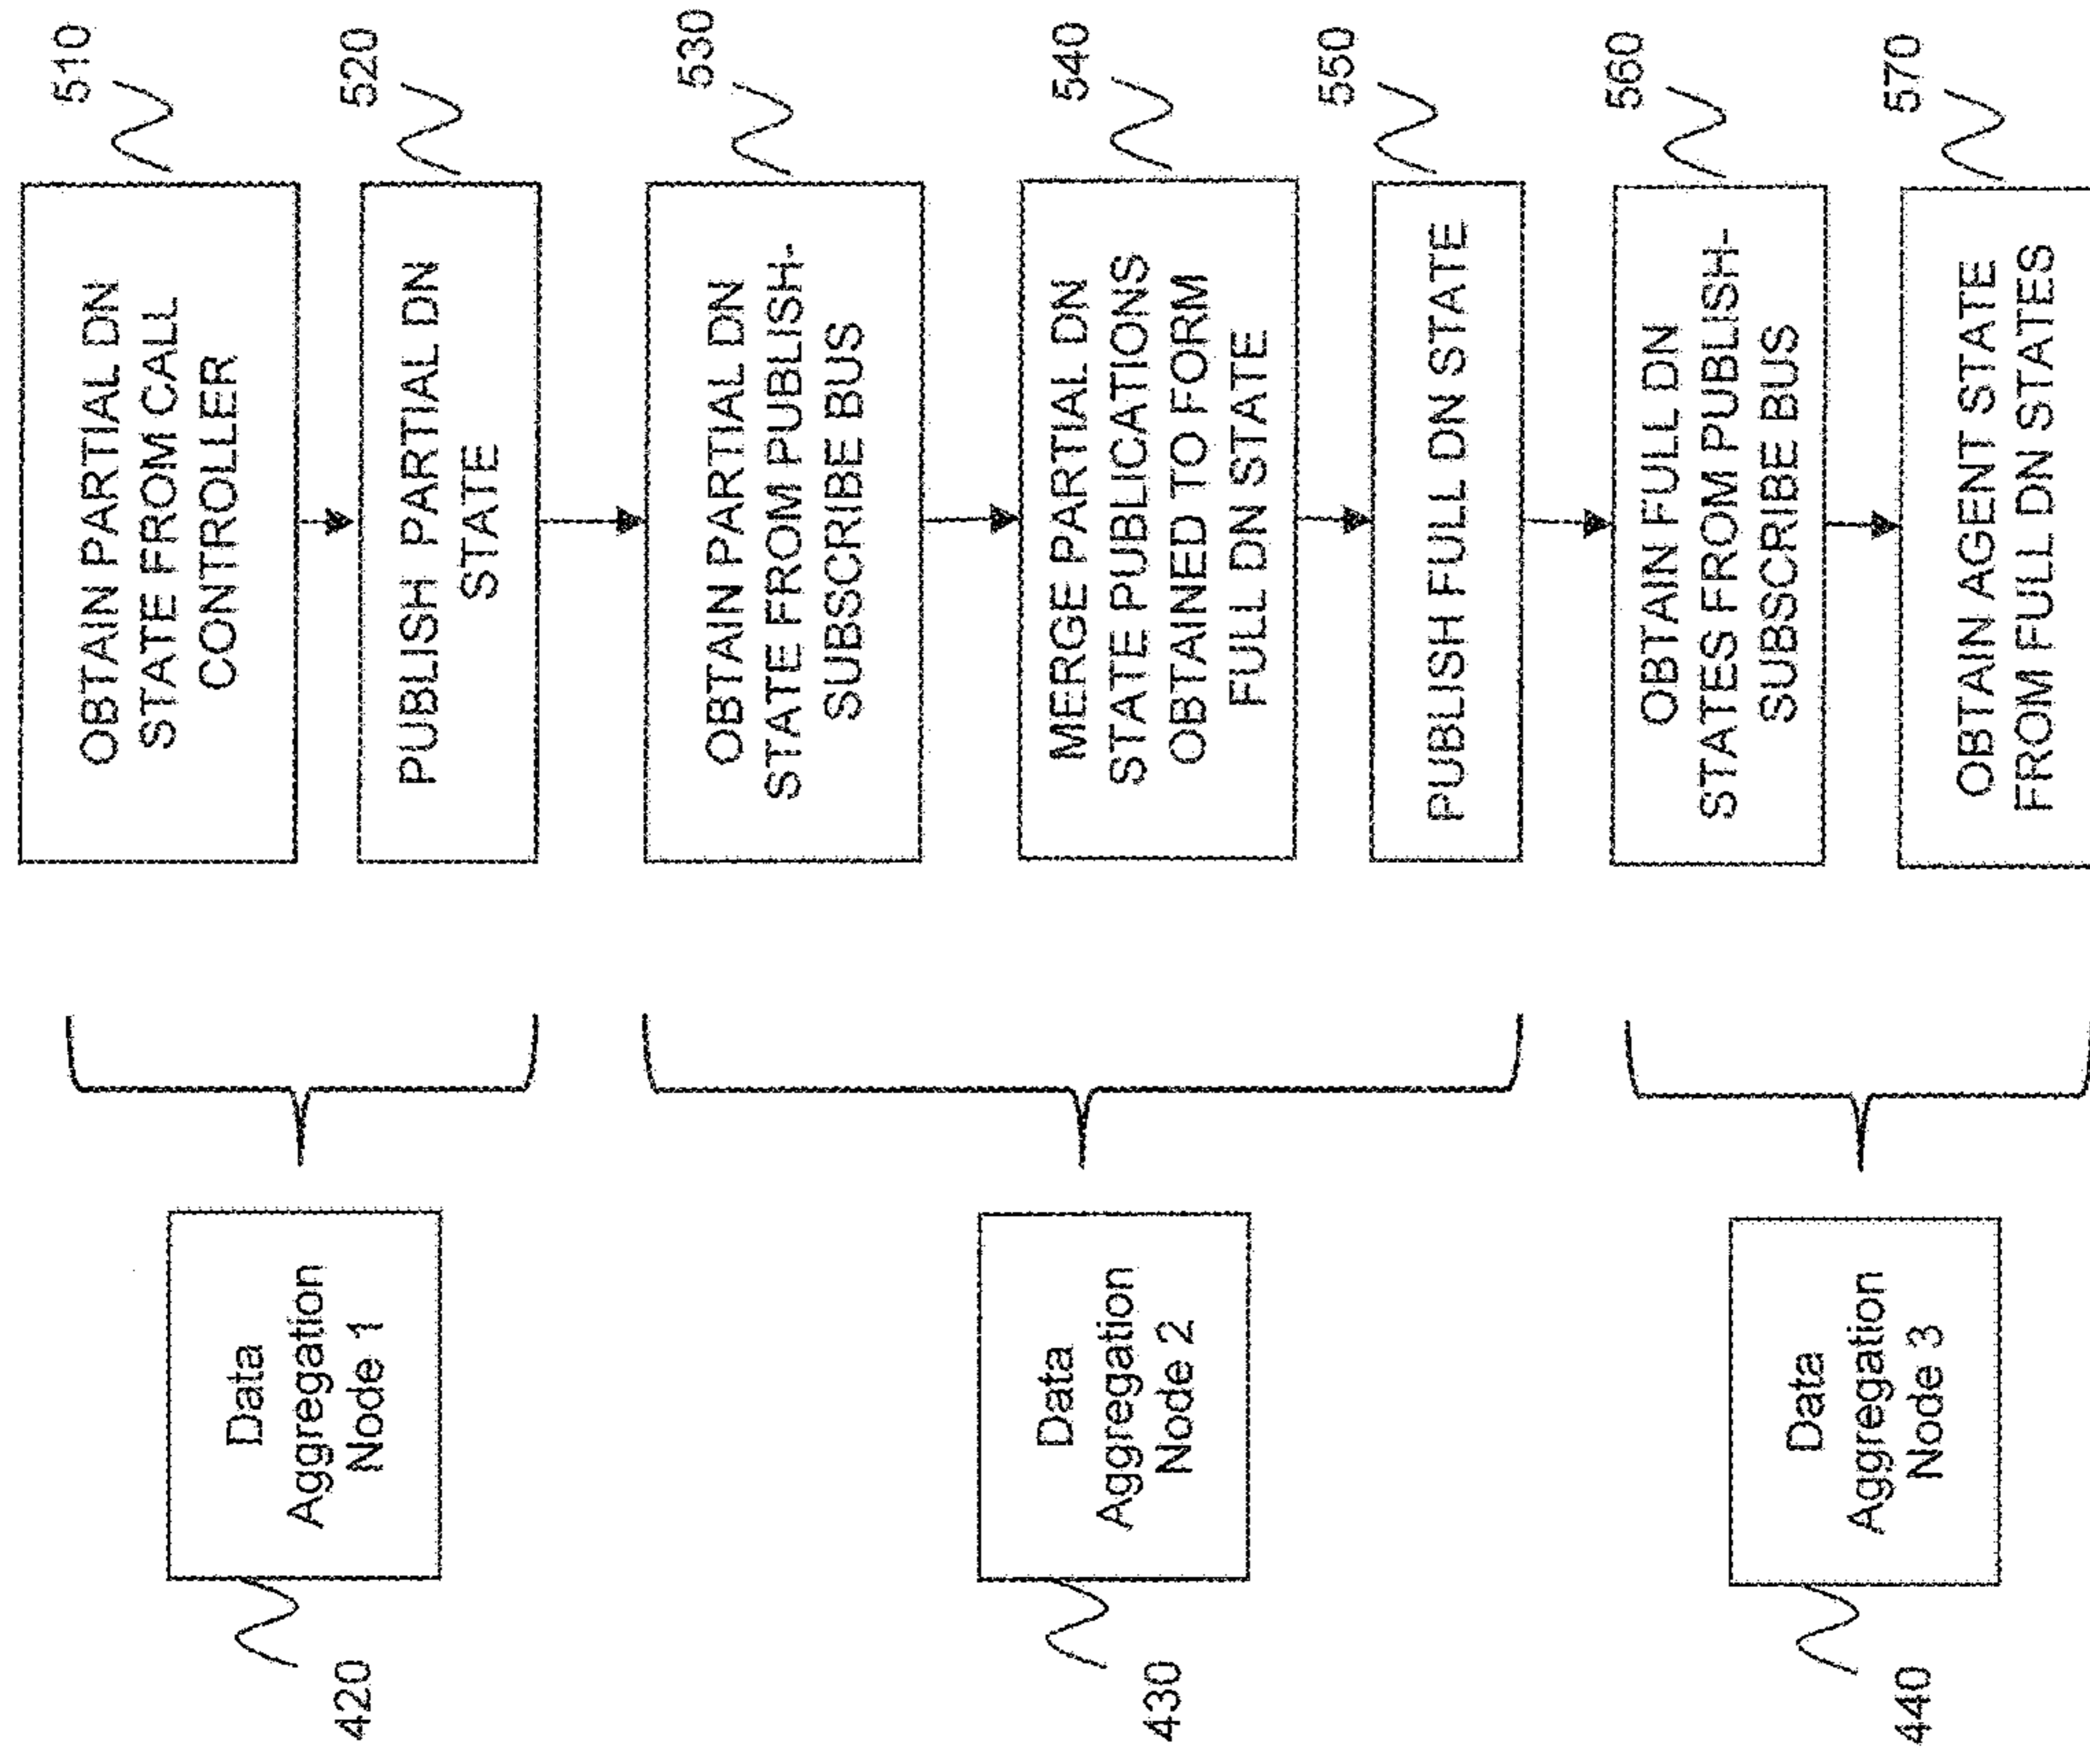 510
OBTAIN PARTIAL DN
STATE FROM CALL
CONTROLLER
520
PUBLISH PARTIAL DN
STATE
530
OBTAIN PARTIAL DN
STATE FROM PUBLISH-
SUBSCRIBE BUS
540
MERGE PARTIAL DN
STATE PUBLICATIONS
OBTAINED TO FORM
FULL DN STATE
550
PUBLISH FULL DN STATE
560
OBTAIN FULL DN
STATES FROM PUBLISH-
SUBSCRIBE BUS
570
OBTAIN AGENT STATE
FROM FULL DN STATES
Data
Aggregation
Node 1
420
Data
Aggregation
Node 2
430
Data
Aggregation
Node 3
440